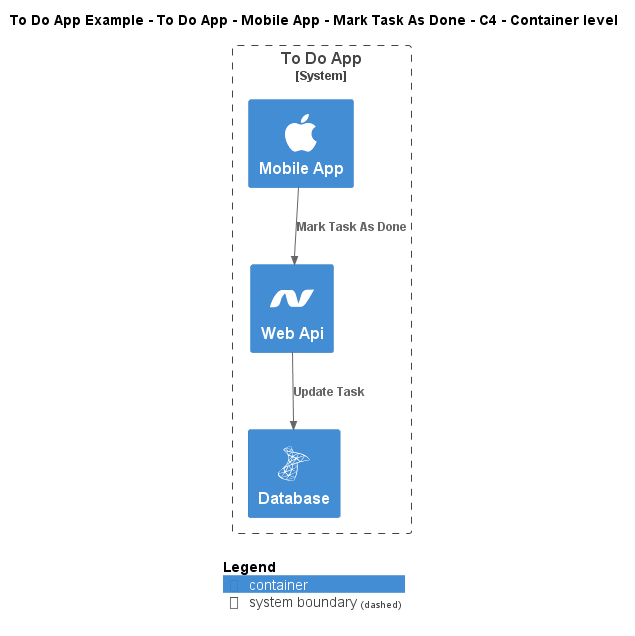 To Do App Example - To Do App - Mobile App - Mark Task As Done - C4 - Container level
To Do App
[System]
Mobile App
Mark Task As Done
Web Api
Update Task
Database
Legend
container
system boundary (dashed)